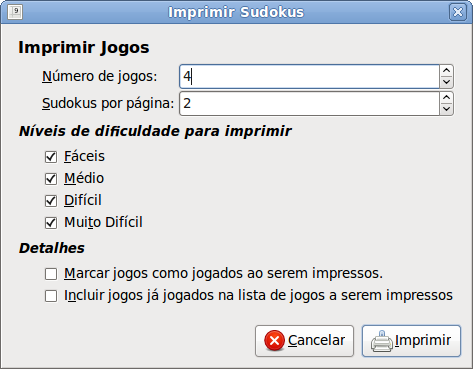 Imprimir Sudokus
Imprimir Jogos
Número de jogos: 4
Sudokus por página: 2
Níveis de dificuldade para imprimir
Fáceis
Médio
Difícil
Muito Difícil
Detalhes
Marcar jogos como jogados ao serem impressos.
Incluir jogos já jogados na lista de jogos a serem impressos
Cancelar Imprimir